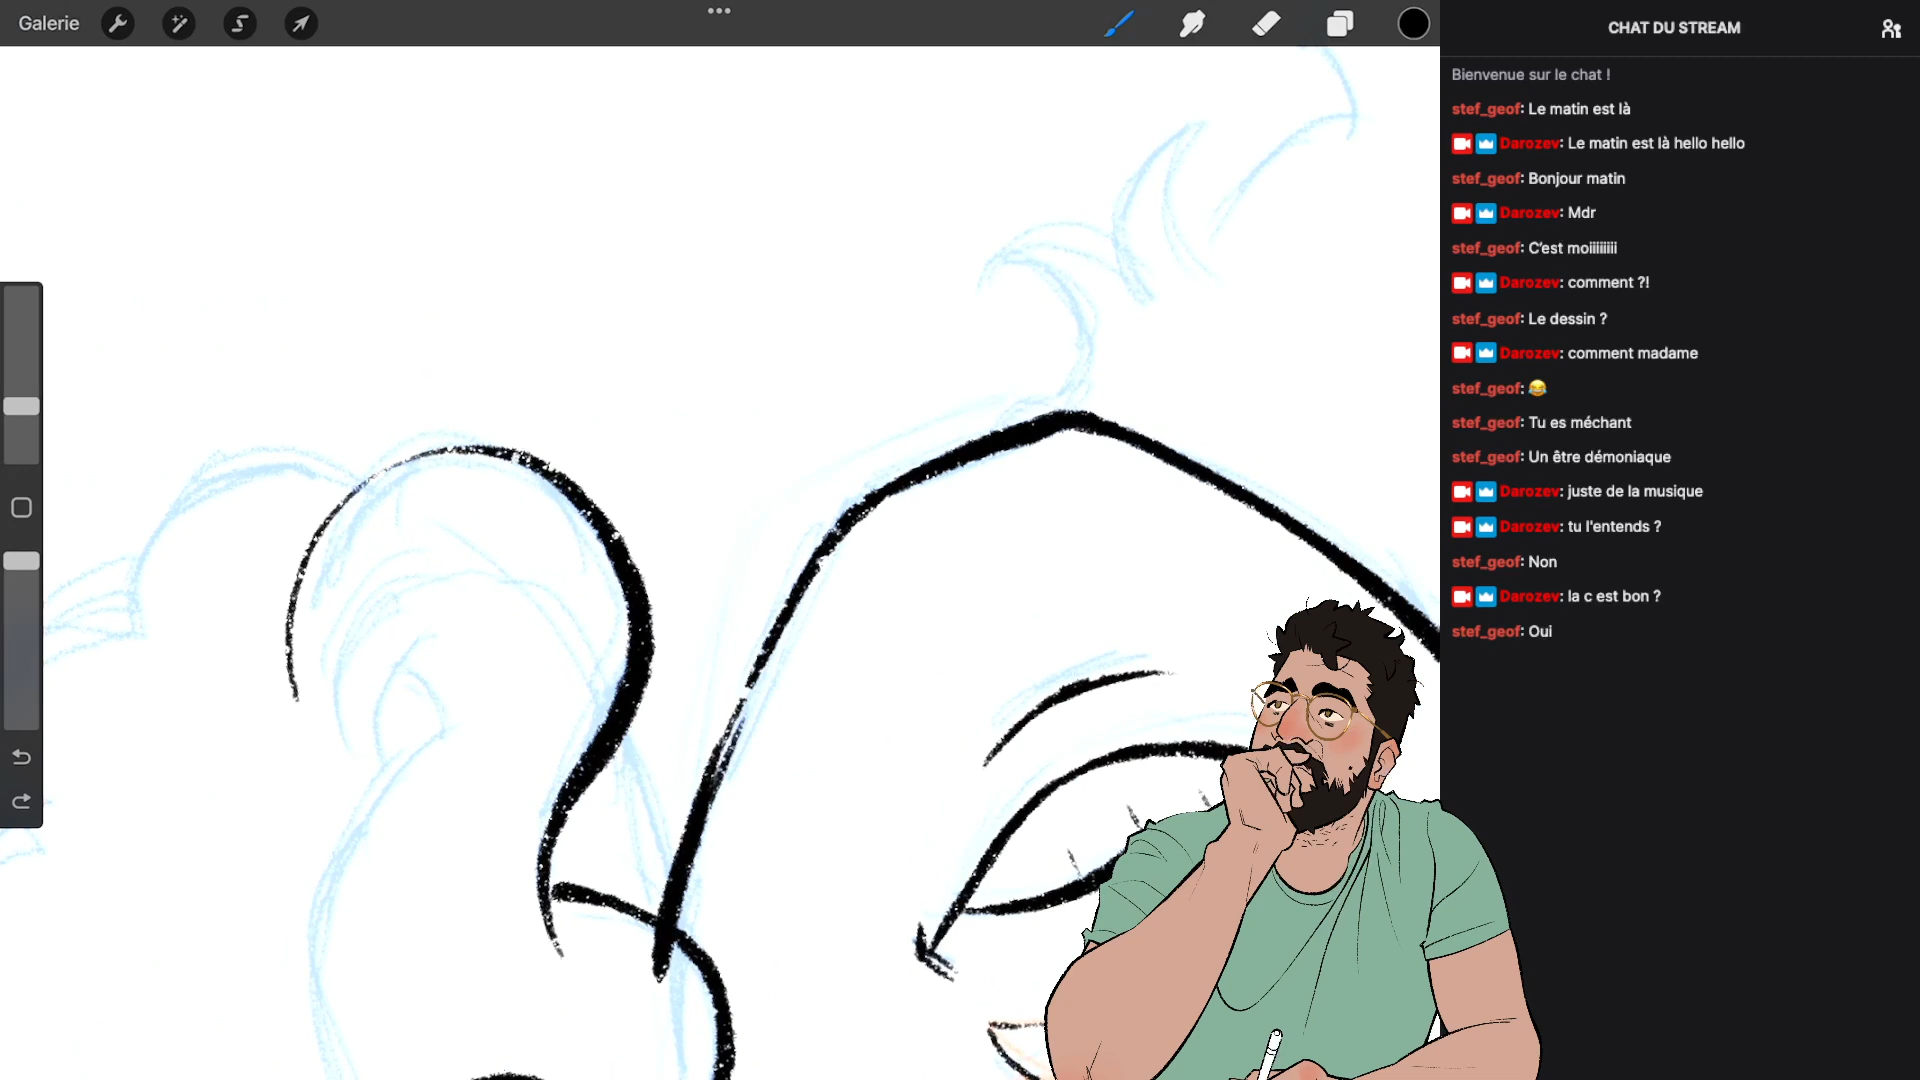 Galerie
CHAT DU STREAM
Bienvenue sur le chat !
stef_geof: Le matin est là
Darozev: Le matin est là hello hello
stef_geof: Bonjour matin
Darozev: Mdr
stef_geof: C'est moiiiiiiiii
Darozev: comment ?!
stef_geof: Le dessin ?
Darozev: comment madame
stef_geof: 😂
stef_geof: Tu es méchant
stef_geof: Un être démoniaque
Darozev: juste de la musique
Darozev: tu l'entends ?
stef_geof: Non
Darozev: la c est bon ?
stef_geof: Oui